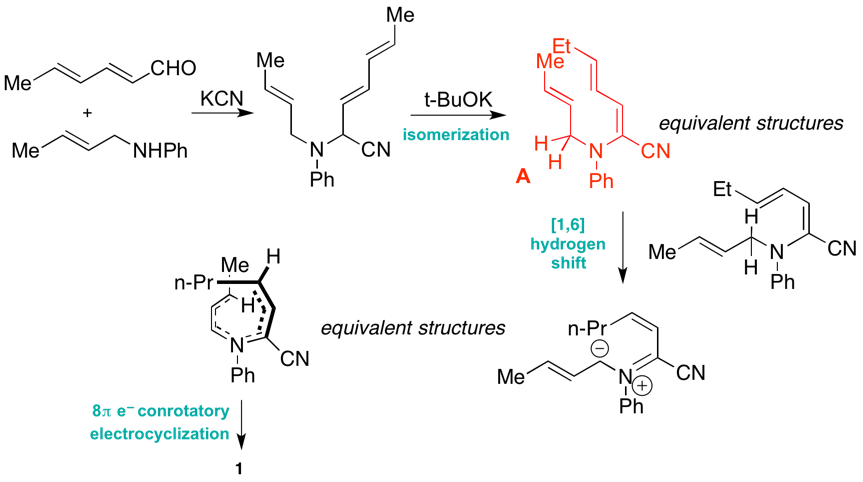 Me
CHO
+
Me
NHPh
KCN
Me
Me
N
CN
Ph
t-BuOK
isomerization
Et
Me
H
H
N
CN
Ph
A
equivalent structures
[1,6]
hydrogen
shift
Et
H
Me
N
CN
H
Ph
n-Pr
−
Me
N
+
CN
Ph
equivalent structures
H
Me
n-Pr
H
N
CN
Ph
8π e⁻ conrotatory
electrocyclization
1